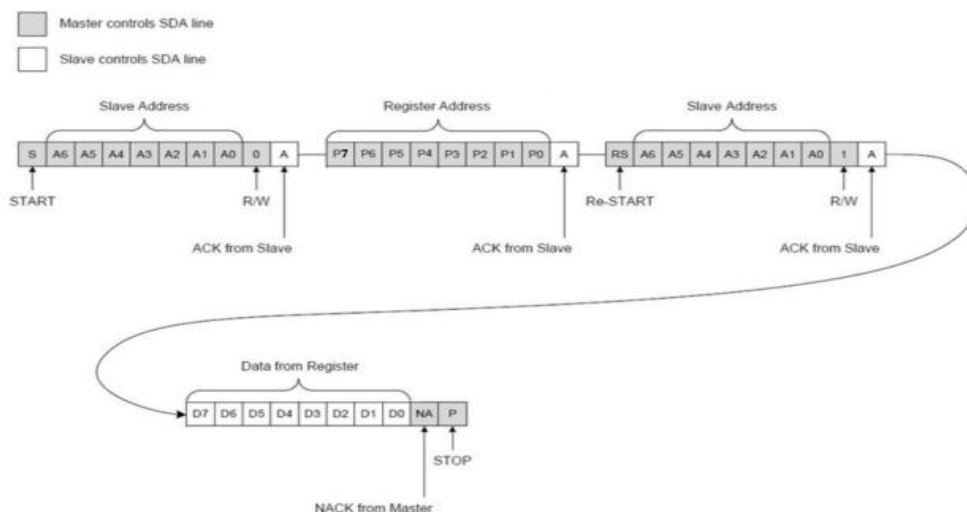 Master controls SDA line
Slave controls SDA line
Slave Address
Register Address
Slave Address
S A6 A5 A4 A3 A2 A1 A0 0 A
P7 P6 P5 P4 P3 P2 P1 P0 A
RS A6 A5 A4 A3 A2 A1 A0 1 A
START
R/W
Re-START
R/W
ACK from Slave
ACK from Slave
ACK from Slave
Data from Register
D7 D6 D5 D4 D3 D2 D1 D0 NA P
STOP
NACK from Master